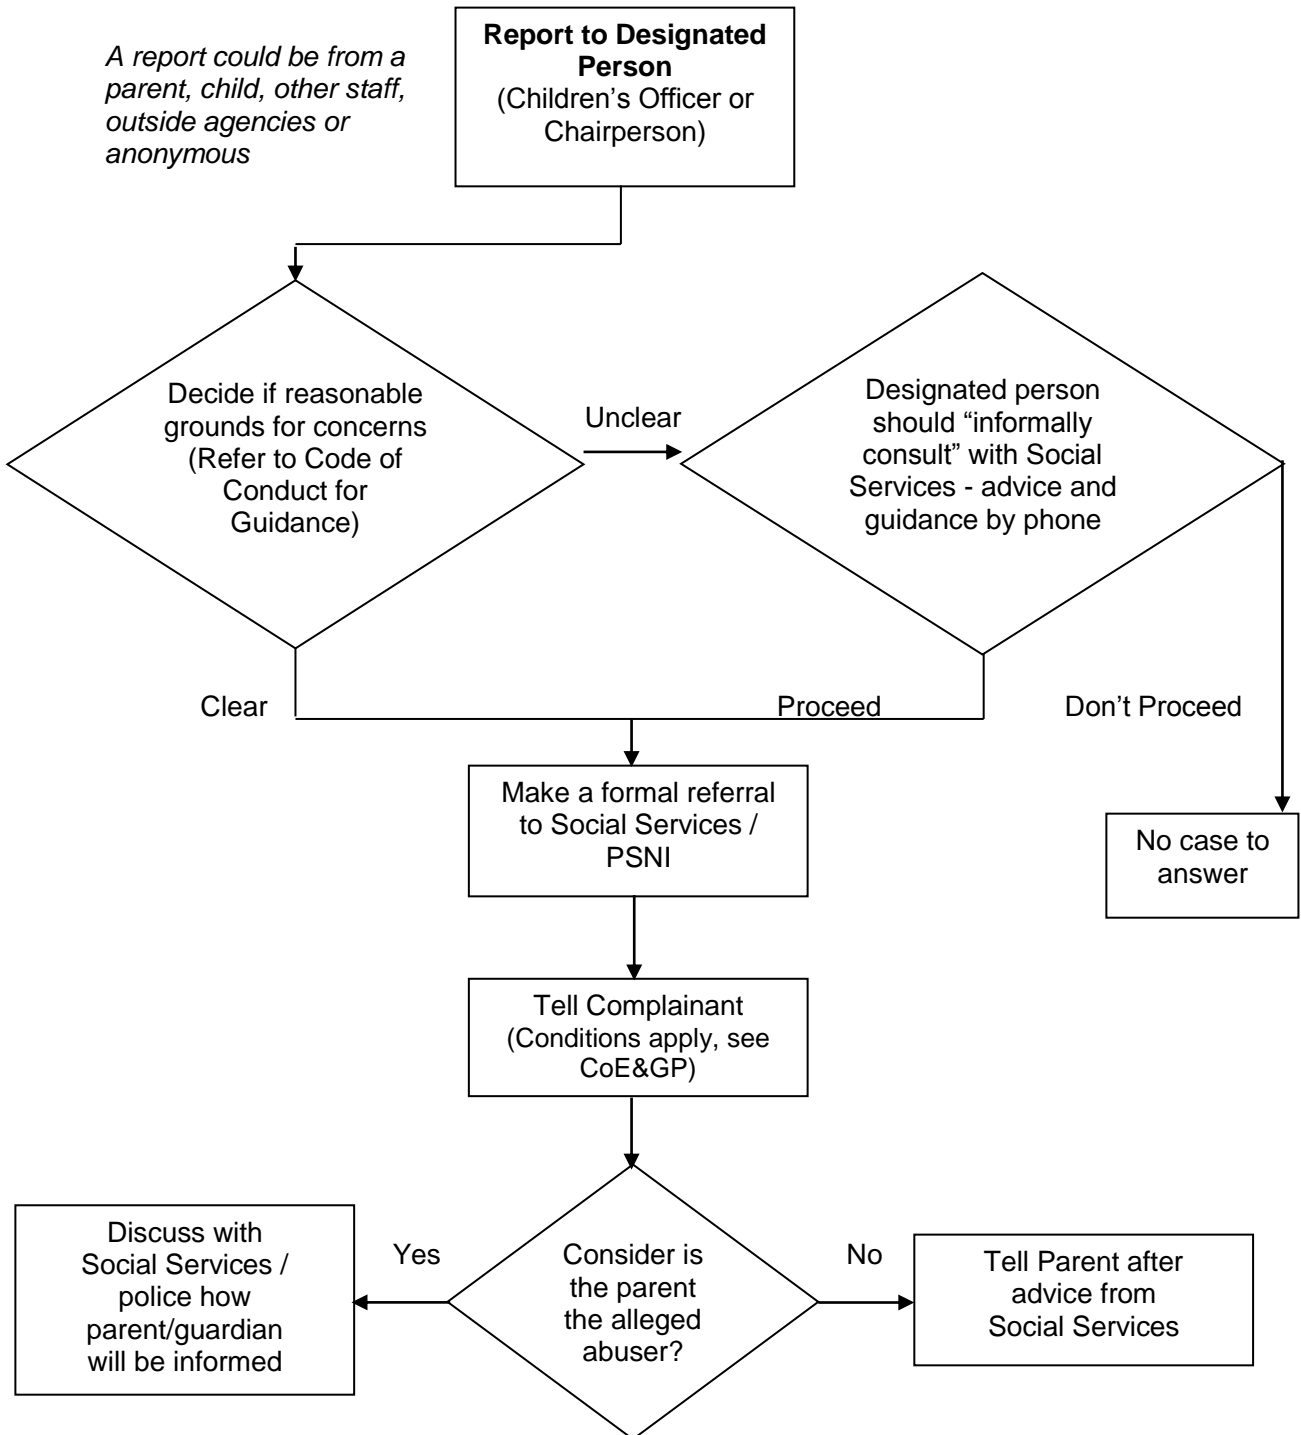 A report could be from a
parent, child, other staff,
outside agencies or
anonymous
Report to Designated
Person
(Children’s Officer or
Chairperson)
Decide if reasonable
grounds for concerns
(Refer to Code of
Conduct for
Guidance)
Unclear
Designated person
should “informally
consult” with Social
Services - advice and
guidance by phone
Clear
Proceed
Don’t Proceed
Make a formal referral
to Social Services /
PSNI
No case to
answer
Tell Complainant
(Conditions apply, see
CoE&GP)
Discuss with
Social Services /
police how
parent/guardian
will be informed
Yes
Consider is
the parent
the alleged
abuser?
No
Tell Parent after
advice from
Social Services